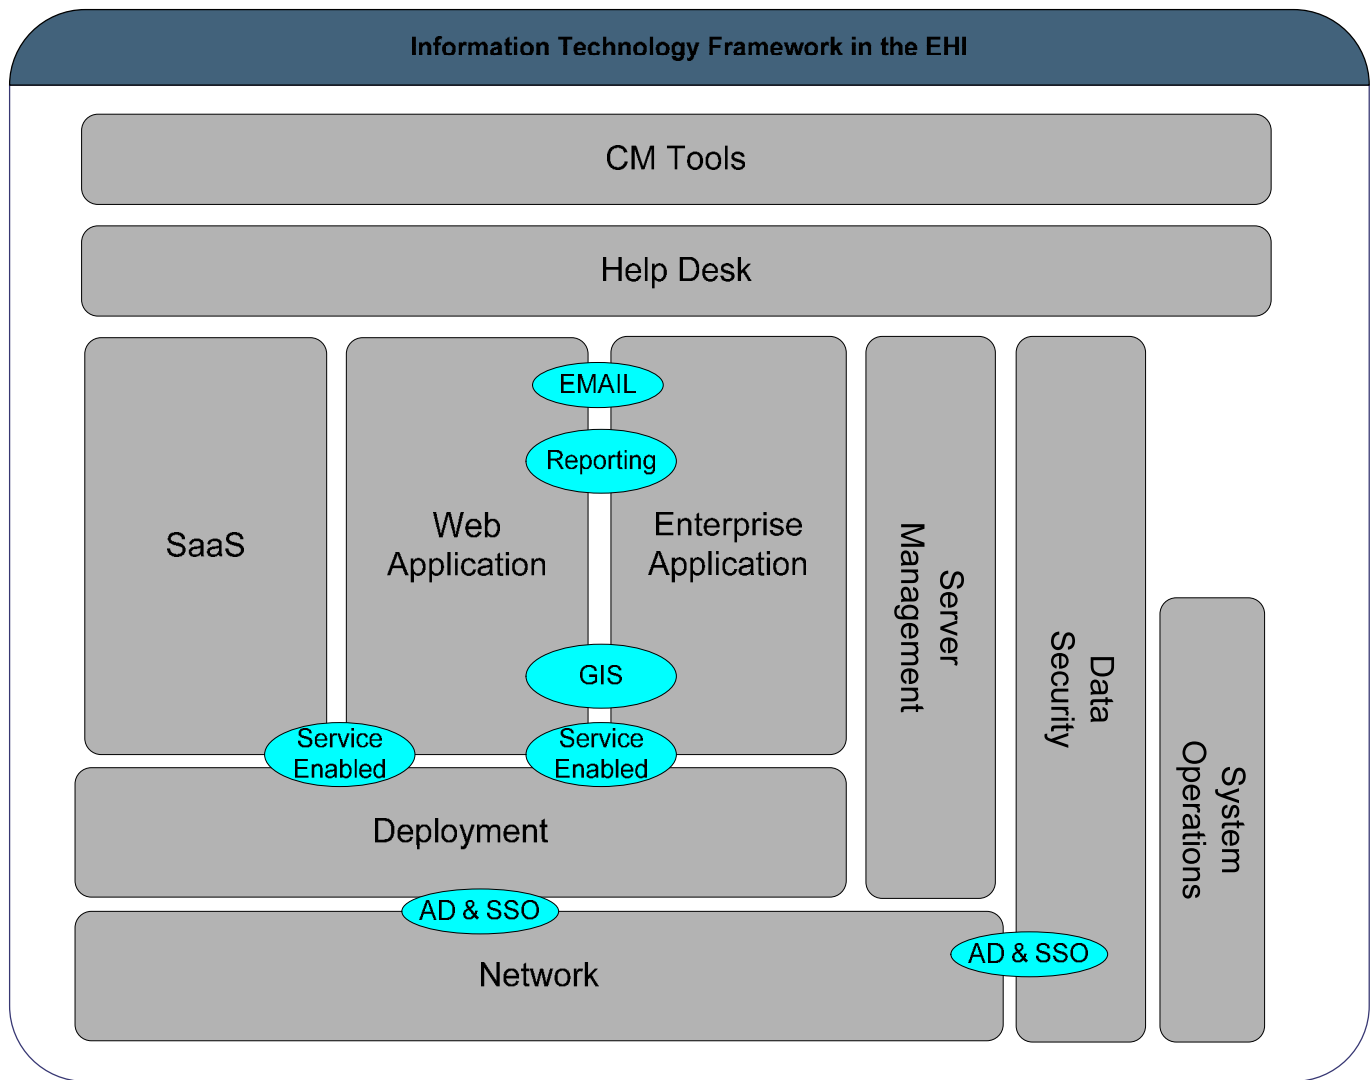 Information Technology Framework in the EHI
CM Tools
Help Desk
EMAIL
Reporting
SaaS
Web
Application
Enterprise
Application
GIS
Service
Enabled
Service
Enabled
Deployment
AD & SSO
Network
AD & SSO
Server
Management
Data
Security
System
Operations